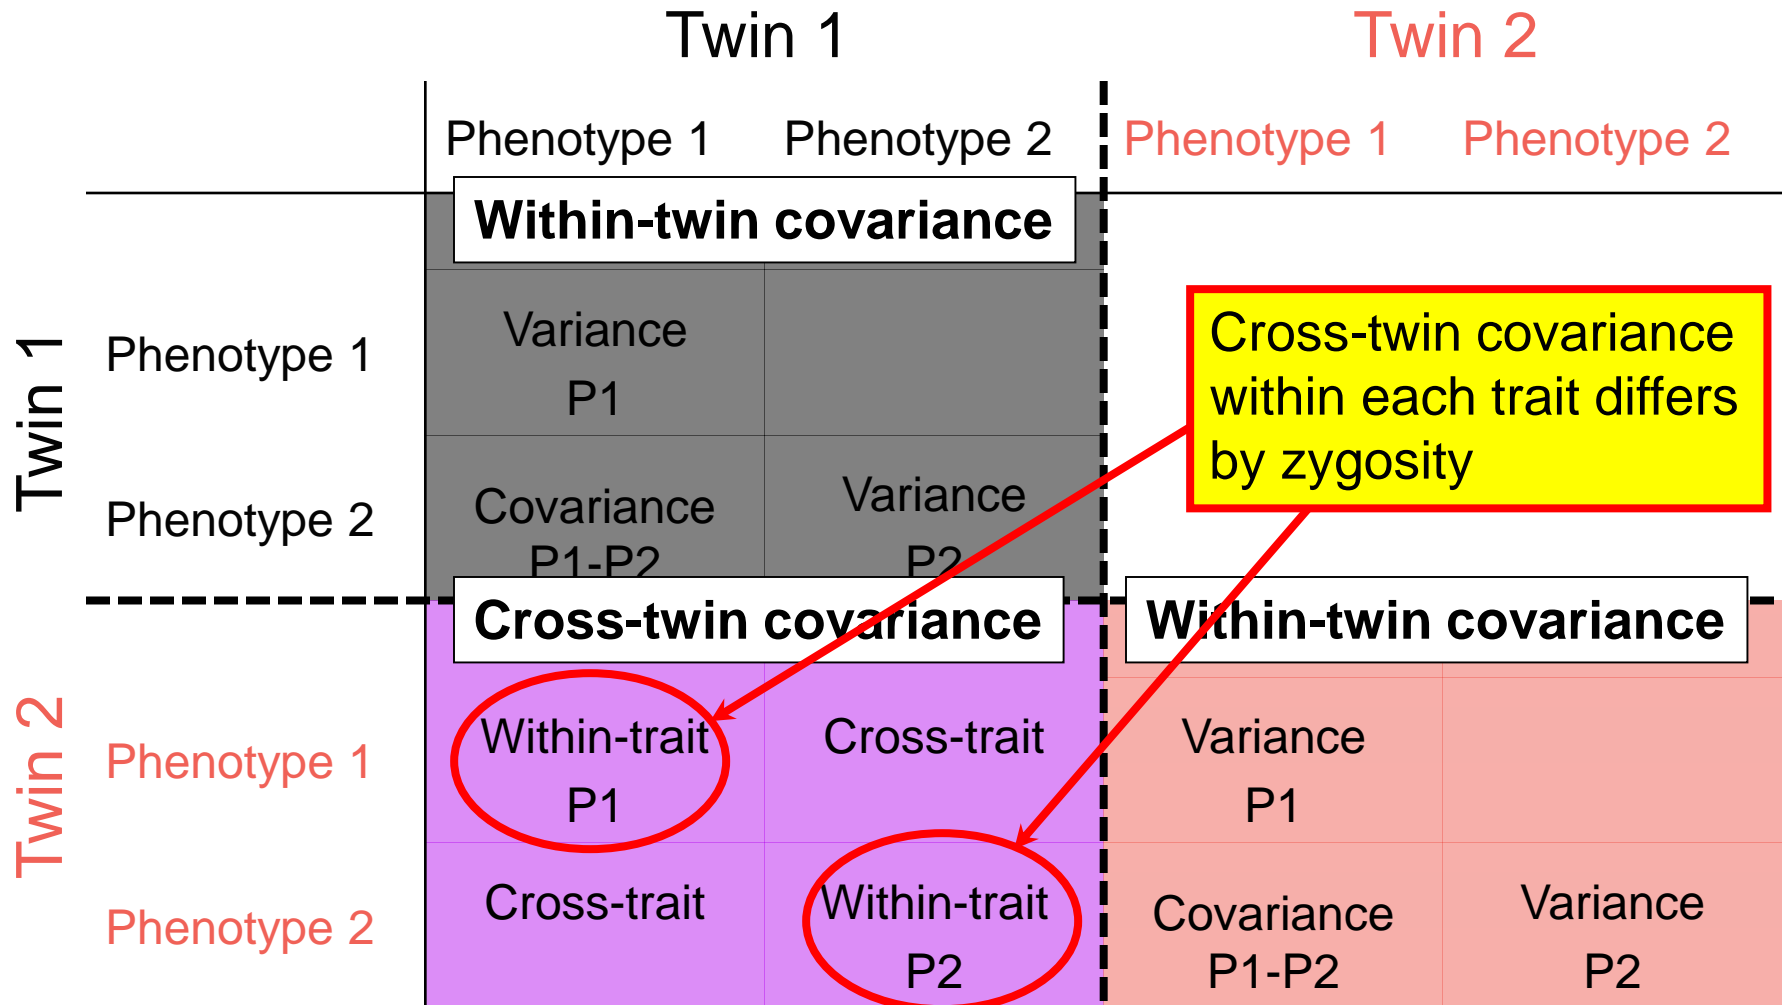 Twin 1
Twin 2
Phenotype 1
Phenotype 2
Phenotype 1
Phenotype 2
Within-twin covariance
Twin 1
Phenotype 1
Variance
P1
Cross-twin covariance
within each trait differs
by zygosity
Phenotype 2
Covariance
P1-P2
Variance
P2
Cross-twin covariance
Within-twin covariance
Twin 2
Phenotype 1
Within-trait
P1
Cross-trait
Variance
P1
Phenotype 2
Cross-trait
Within-trait
P2
Covariance
P1-P2
Variance
P2